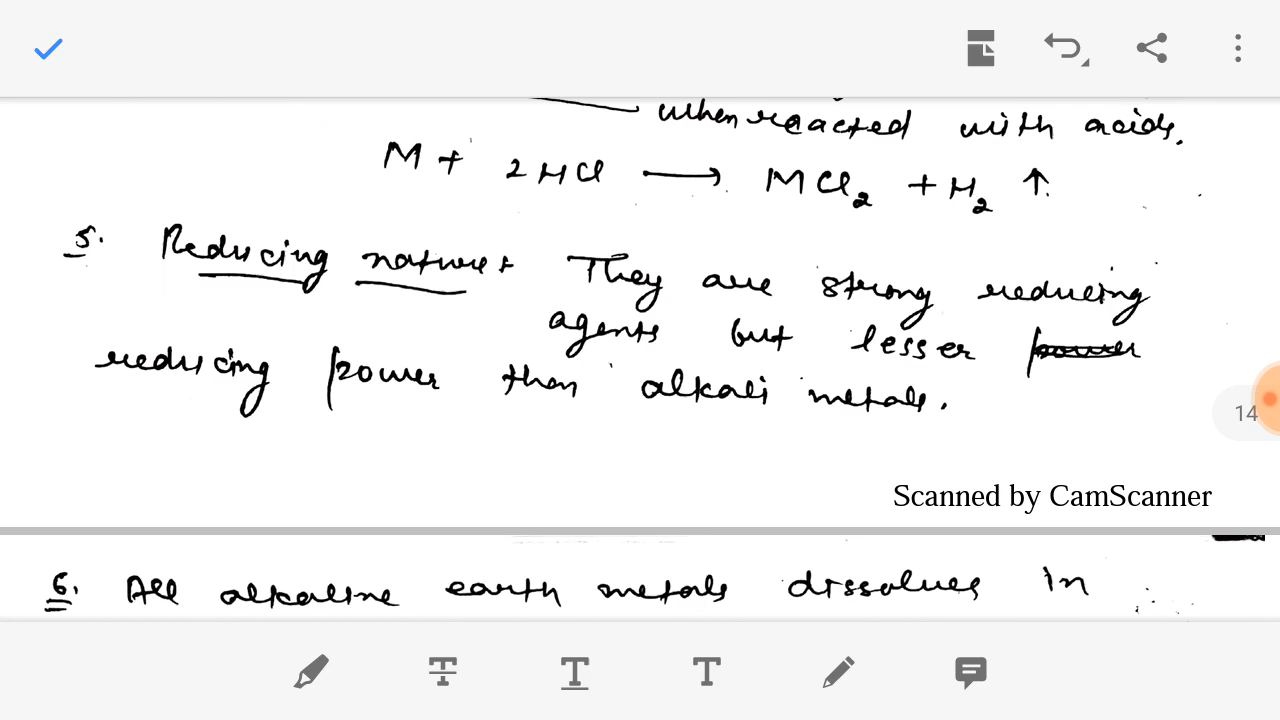 when reacted with acids.
M + 2HCl ⟶ MCl₂ + H₂ ↑
5. Reducing nature: They are strong reducing
agents but lesser power
reducing power than alkali metals.
14
Scanned by CamScanner
6. All alkaline earth metals dissolves in
T T T